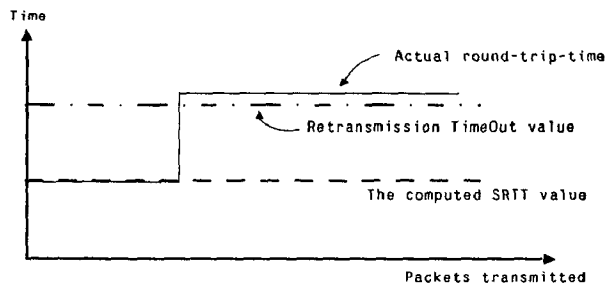 Time
Actual round-trip-time
Retransmission TimeOut value
The computed SRTT value
Packets transmitted